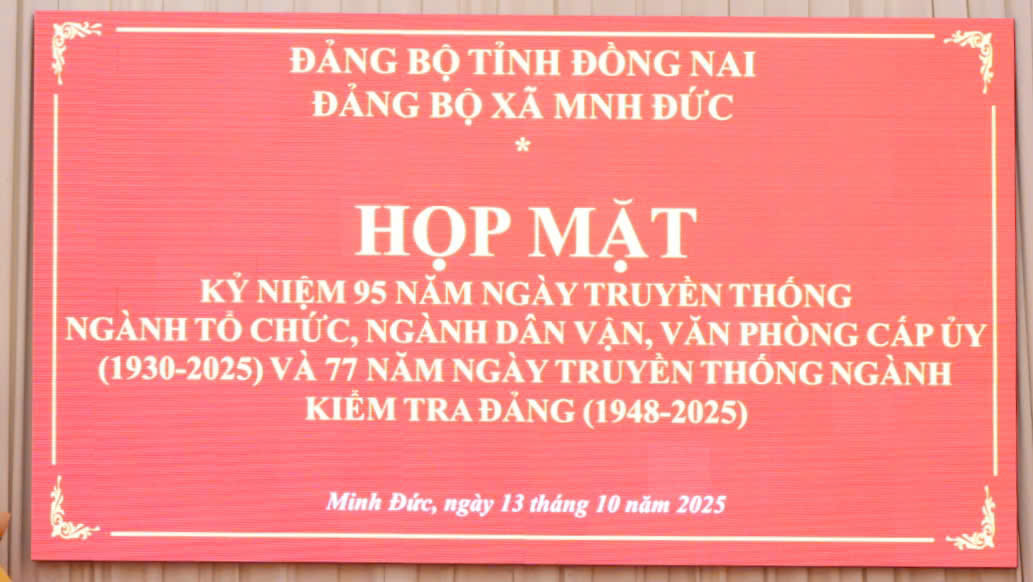 ĐẢNG BỘ TỈNH ĐỒNG NAI
ĐẢNG BỘ XÃ MNH ĐỨC
*
HỌP MẶT
KỶ NIỆM 95 NĂM NGÀY TRUYỀN THỐNG
NGÀNH TỔ CHỨC, NGÀNH DÂN VẬN, VĂN PHÒNG CẤP ỦY
(1930-2025) VÀ 77 NĂM NGÀY TRUYỀN THỐNG NGÀNH
KIỂM TRA ĐẢNG (1948-2025)
Minh Đức, ngày 13 tháng 10 năm 2025